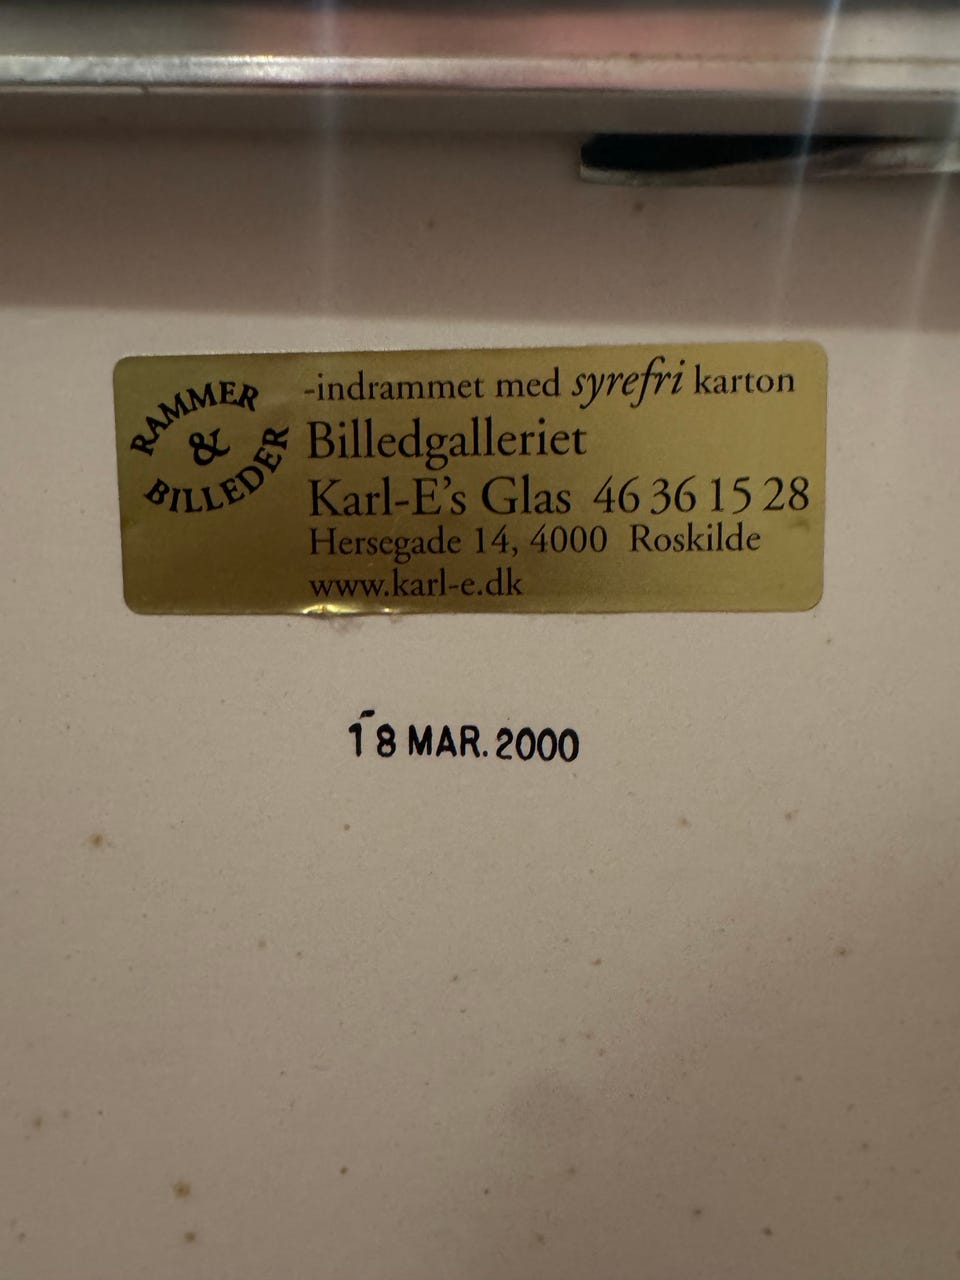 RAMMER
&
BILLEDER
-indrammet med syrefri karton
Billedgalleriet
Karl-E's Glas 46 36 15 28
Hersegade 14, 4000 Roskilde
www.karl-e.dk
18 MAR. 2000